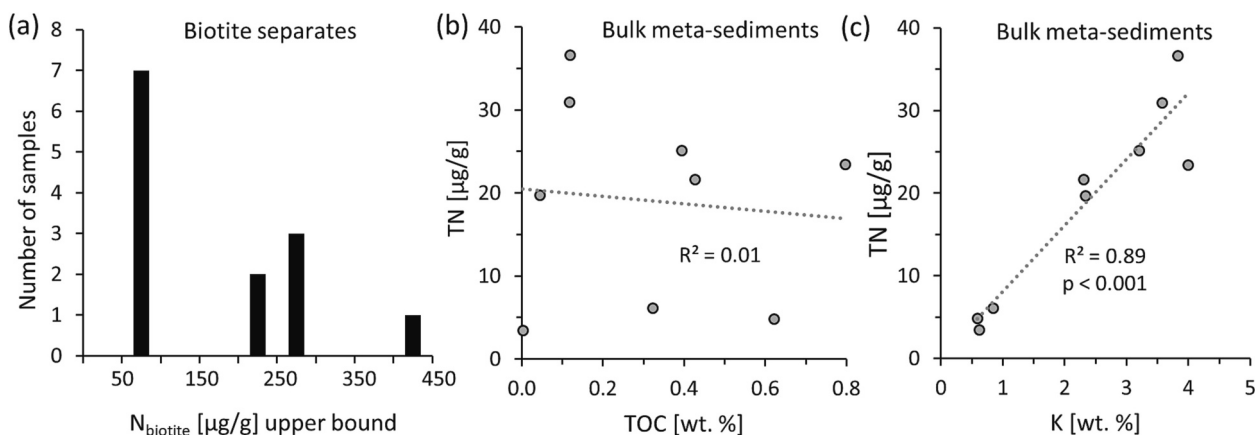 (a)
Biotite separates
8
7
6
5
4
3
2
1
0
50
150
250
350
450
Number of samples
N_biotite [µg/g] upper bound
(b)
Bulk meta-sediments
40
30
20
10
0
0.0
0.2
0.4
0.6
0.8
TN [µg/g]
TOC [wt. %]
R² = 0.01
(c)
Bulk meta-sediments
40
30
20
10
0
0
1
2
3
4
5
TN [µg/g]
K [wt. %]
R² = 0.89
p < 0.001